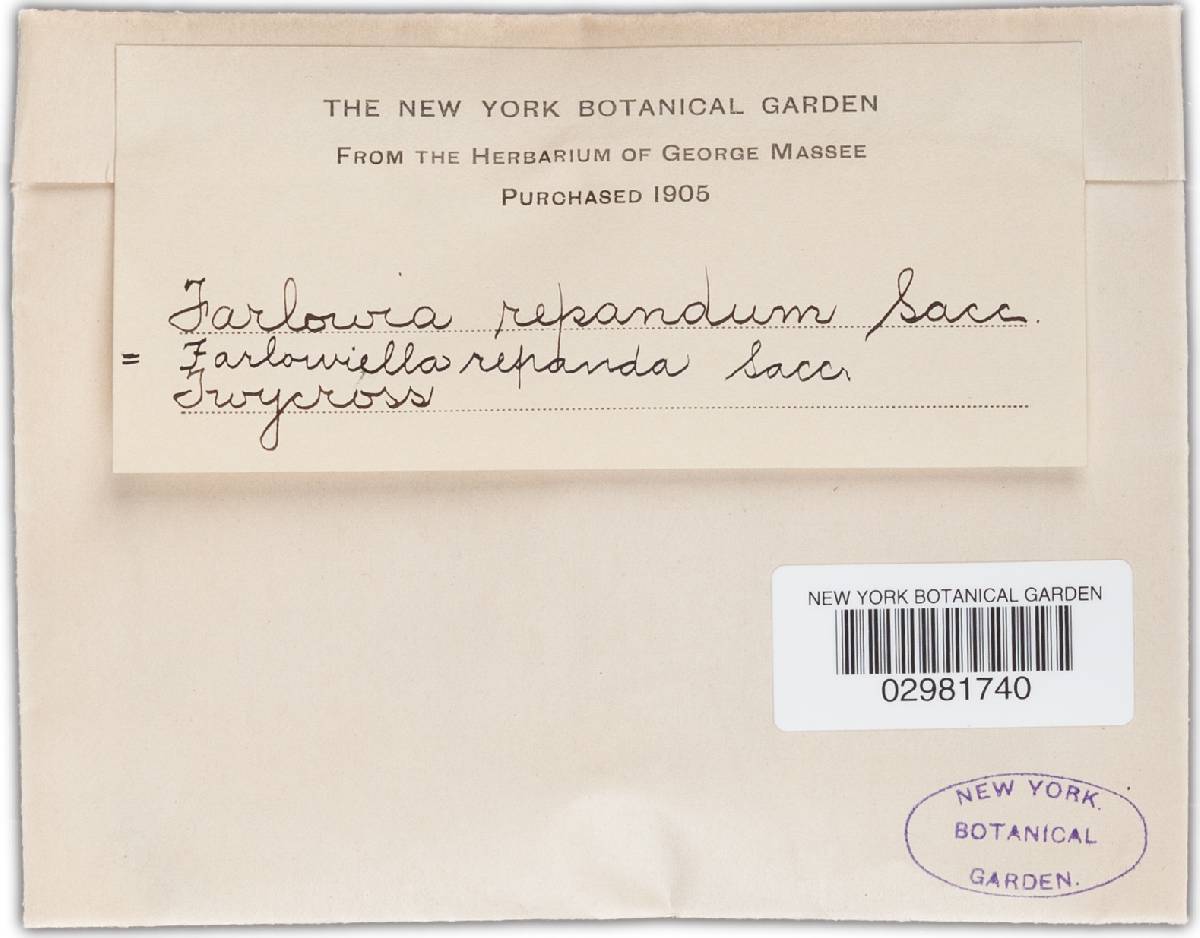 THE NEW YORK BOTANICAL GARDEN
FROM THE HERBARIUM OF GEORGE MASSEE
PURCHASED 1905
Farlowia repandum Sacc.
= Farlowiella repanda Sacc.
Twycross
NEW YORK BOTANICAL GARDEN
02981740
NEW YORK.
BOTANICAL
GARDEN.